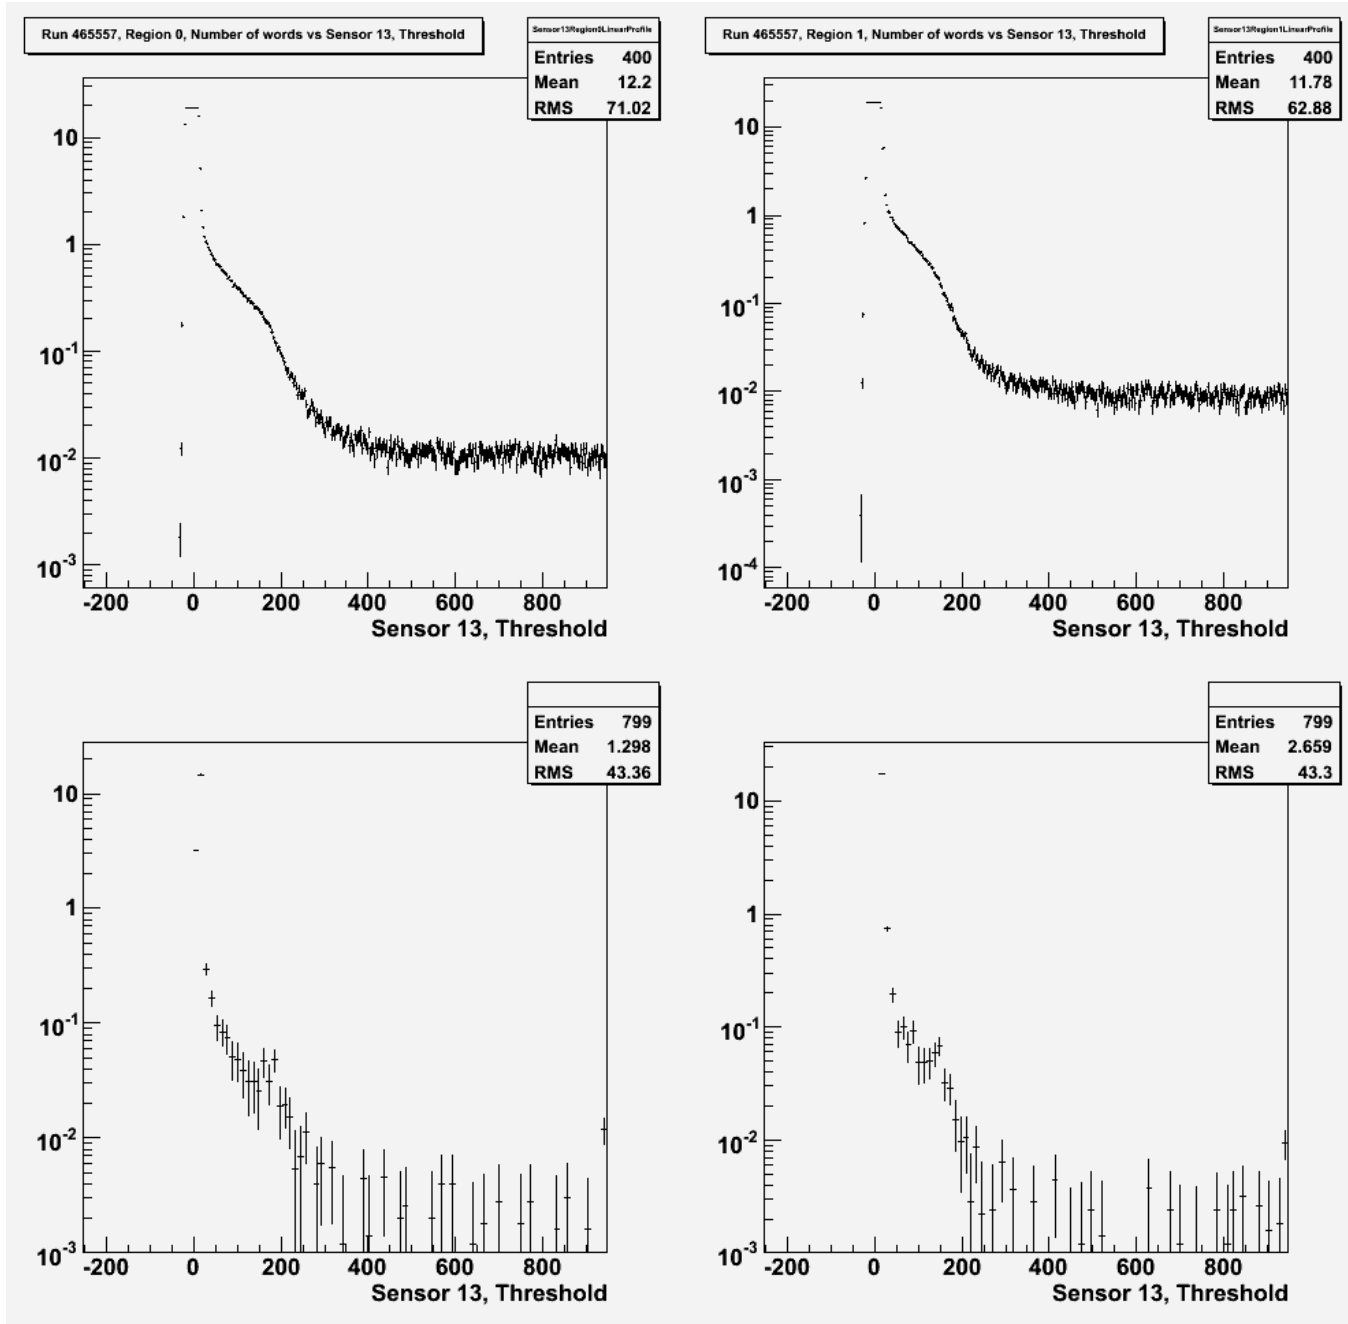 Run 465557, Region 0, Number of words vs Sensor 13, Threshold
Sensor13Region0LinearProfile
Entries 400
Mean 12.2
RMS 71.02
10
1
10-1
10-2
10-3
-200 0 200 400 600 800
Sensor 13, Threshold
Run 465557, Region 1, Number of words vs Sensor 13, Threshold
Sensor13Region1LinearProfile
Entries 400
Mean 11.78
RMS 62.88
10
1
10-1
10-2
10-3
10-4
-200 0 200 400 600 800
Sensor 13, Threshold
Entries 799
Mean 1.298
RMS 43.36
10
1
10-1
10-2
10-3
-200 0 200 400 600 800
Sensor 13, Threshold
Entries 799
Mean 2.659
RMS 43.3
10
1
10-1
10-2
10-3
-200 0 200 400 600 800
Sensor 13, Threshold